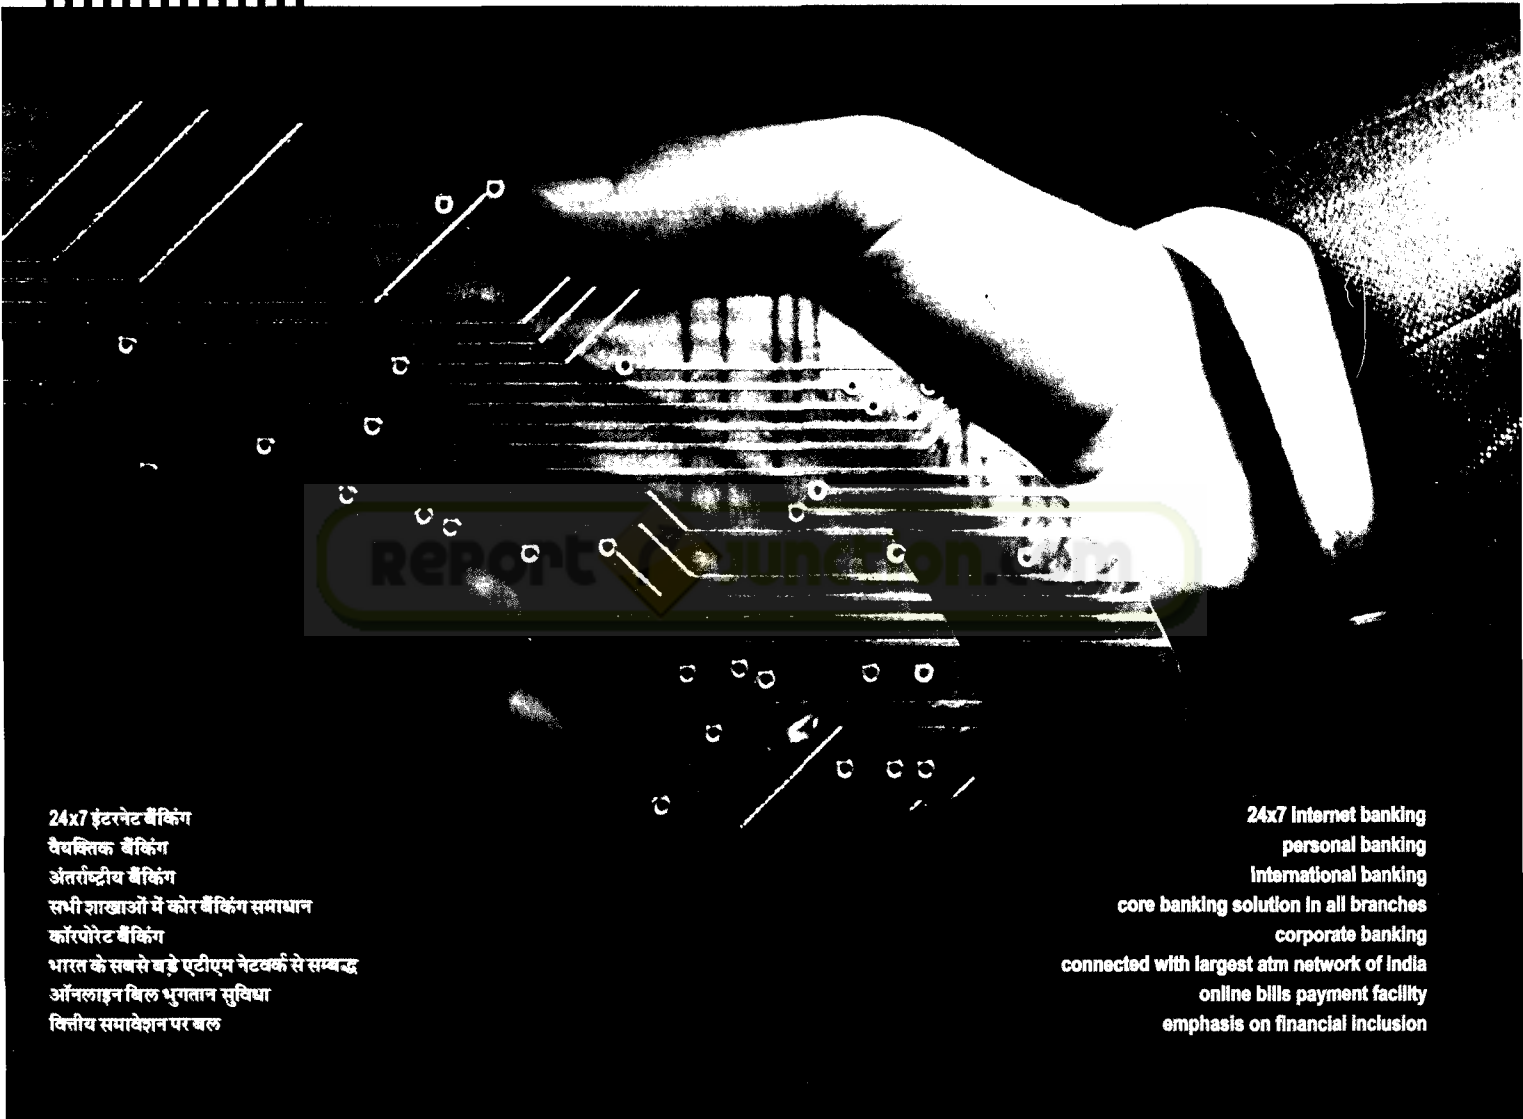 ReportJunction.com
24x7 इंटरनेट बैंकिंग
वैयक्तिक बैंकिंग
अंतर्राष्ट्रीय बैंकिंग
सभी शाखाओं में कोर बैंकिंग समाधान
कॉरपोरेट बैंकिंग
भारत के सबसे बड़े एटीएम नेटवर्क से सम्बद्ध
ऑनलाइन बिल भुगतान सुविधा
वित्तीय समावेशन पर बल
24x7 internet banking
personal banking
international banking
core banking solution in all branches
corporate banking
connected with largest atm network of india
online bills payment facility
emphasis on financial inclusion